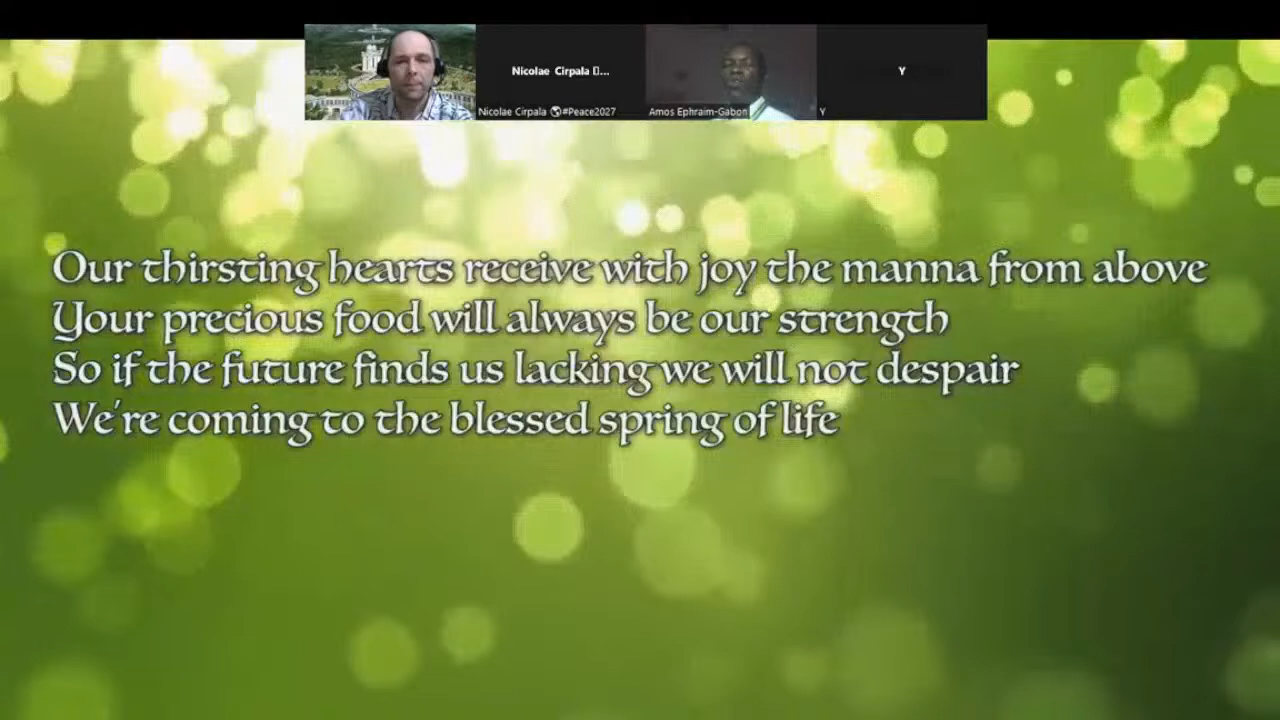 Nicolae Cirpala ...
Y
Nicolae Cirpala 🌎#Peace2027
Amos Ephraim-Gabon
Y
Our thirsting hearts receive with joy the manna from above
Your precious food will always be our strength
So if the future finds us lacking we will not despair
We're coming to the blessed spring of life